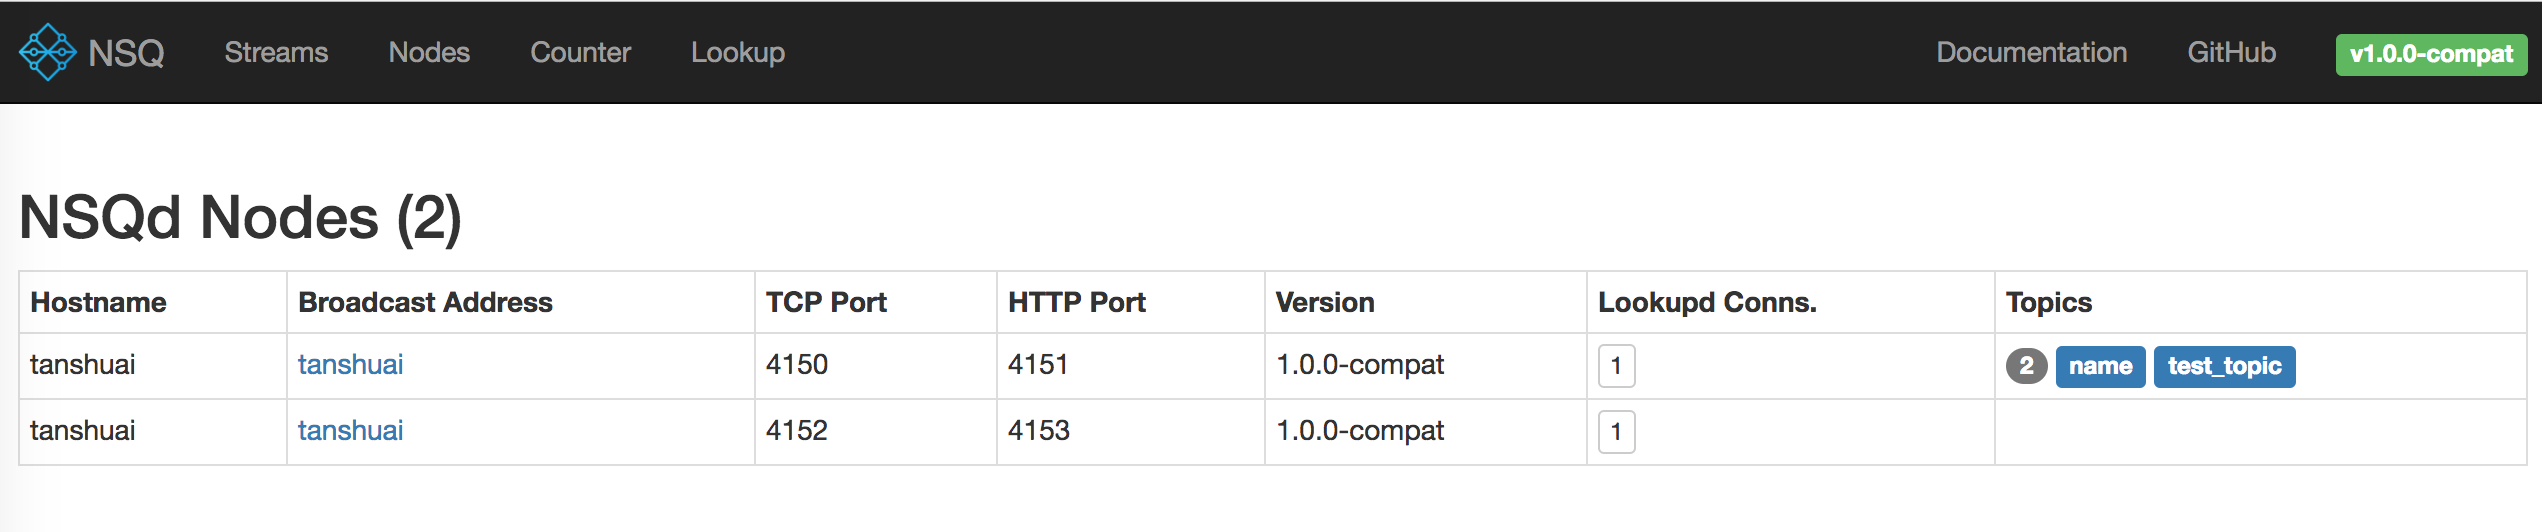 NSQ Streams Nodes Counter Lookup Documentation GitHub v1.0.0-compat
NSQd Nodes (2)
Hostname Broadcast Address TCP Port HTTP Port Version Lookupd Conns. Topics
tanshuai tanshuai 4150 4151 1.0.0-compat 1 2 name test_topic
tanshuai tanshuai 4152 4153 1.0.0-compat 1